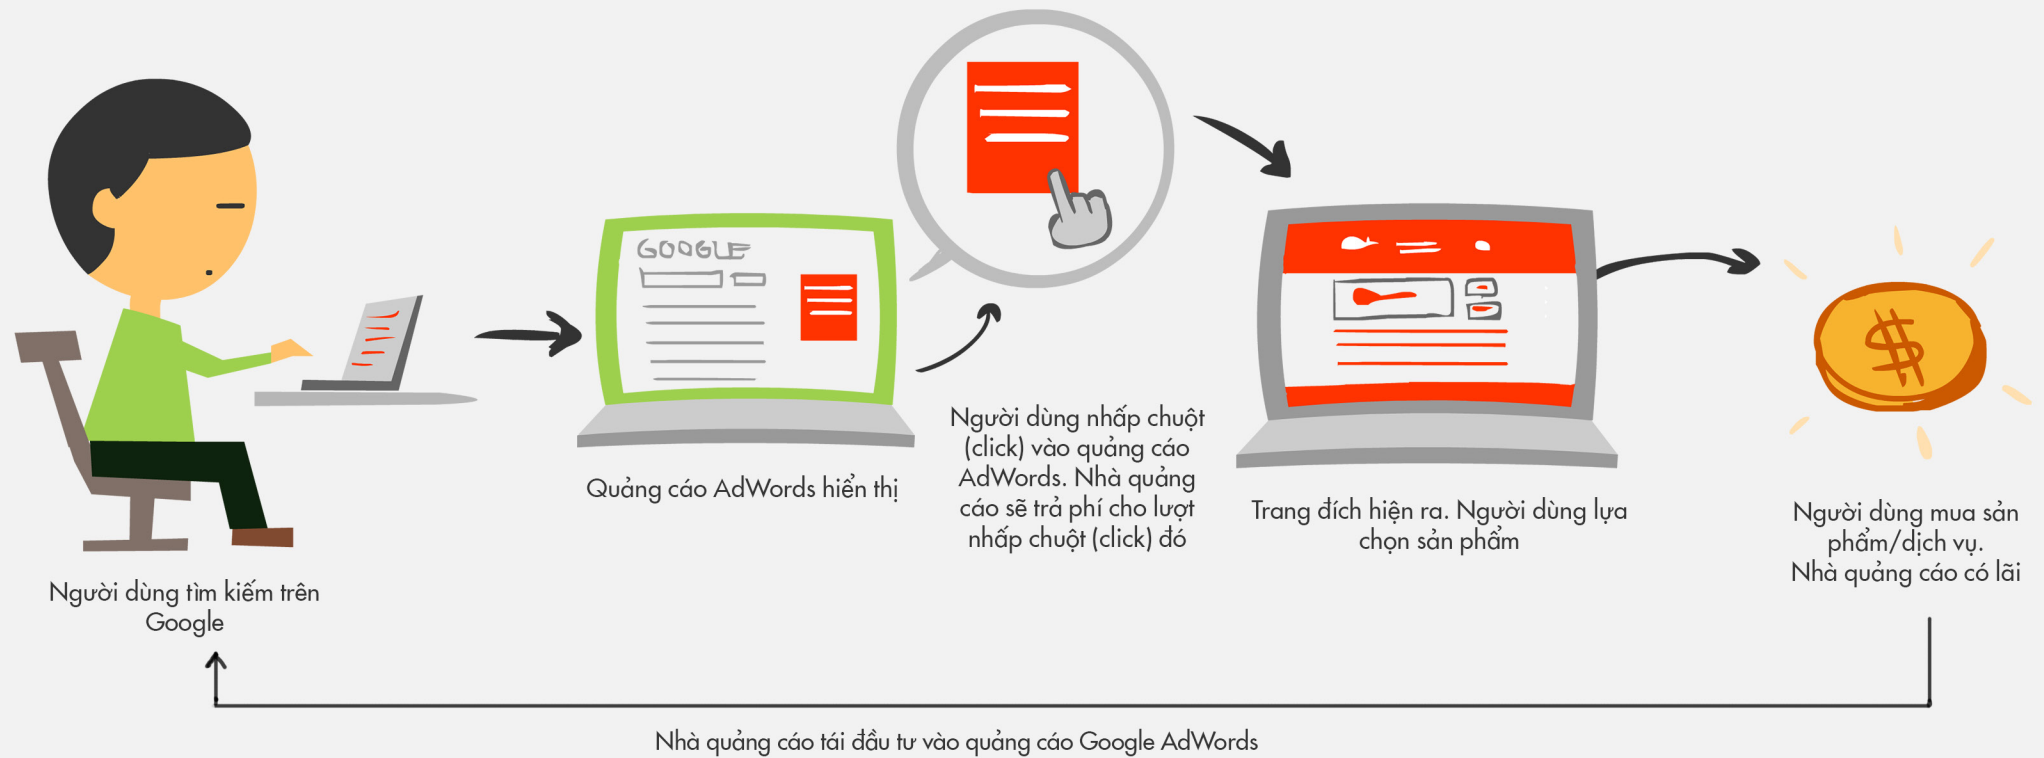 GOOGLE
Người dùng tìm kiếm trên
Google
Quảng cáo AdWords hiển thị
Người dùng nhấp chuột
(click) vào quảng cáo
AdWords. Nhà quảng
cáo sẽ trả phí cho lượt
nhấp chuột (click) đó
Trang đích hiện ra. Người dùng lựa
chọn sản phẩm
$
Người dùng mua sản
phẩm/dịch vụ.
Nhà quảng cáo có lãi
Nhà quảng cáo tái đầu tư vào quảng cáo Google AdWords